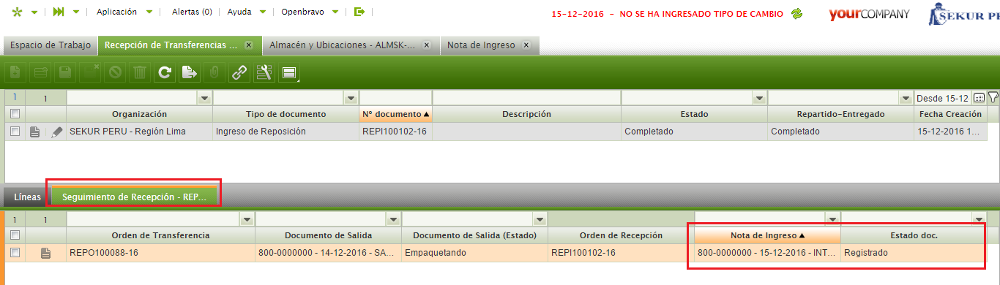 Aplicación Alertas (0) Ayuda Openbravo 15-12-2016 - NO SE HA INGRESADO TIPO DE CAMBIO yourCOMPANY SEKUR PE
Espacio de Trabajo Recepción de Transferencias ... Almacén y Ubicaciones - ALMSK-... Nota de Ingreso
1 1 Desde 15-12
Organización Tipo de documento Nº documento Descripción Estado Repartido-Entregado Fecha Creación
SEKUR PERU - Región Lima Ingreso de Reposición REPI100102-16 Completado Completado 15-12-2016 1...
Líneas Seguimiento de Recepción - REP...
1 1
Orden de Transferencia Documento de Salida Documento de Salida (Estado) Orden de Recepción Nota de Ingreso Estado doc.
REPO100088-16 800-0000000 - 14-12-2016 - SA... Empaquetando REPI100102-16 800-0000000 - 15-12-2016 - INT... Registrado